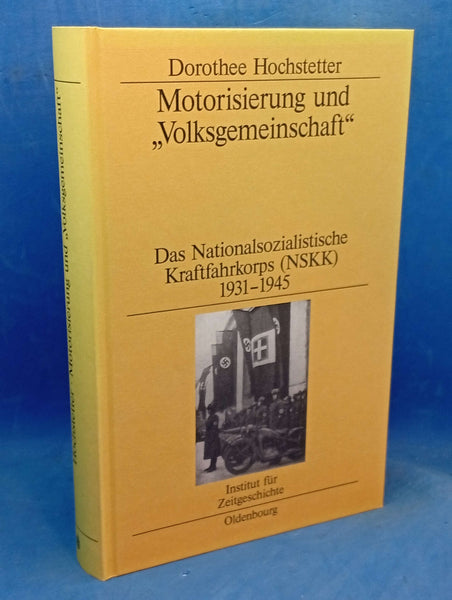 Dorothee Hochstetter
Motorisierung und
„Volksgemeinschaft“
Das Nationalsozialistische
Kraftfahrkorps (NSKK)
1931–1945
Institut für
Zeitgeschichte
Oldenbourg
Hochstetter · Motorisierung und „Volksgemeinschaft“